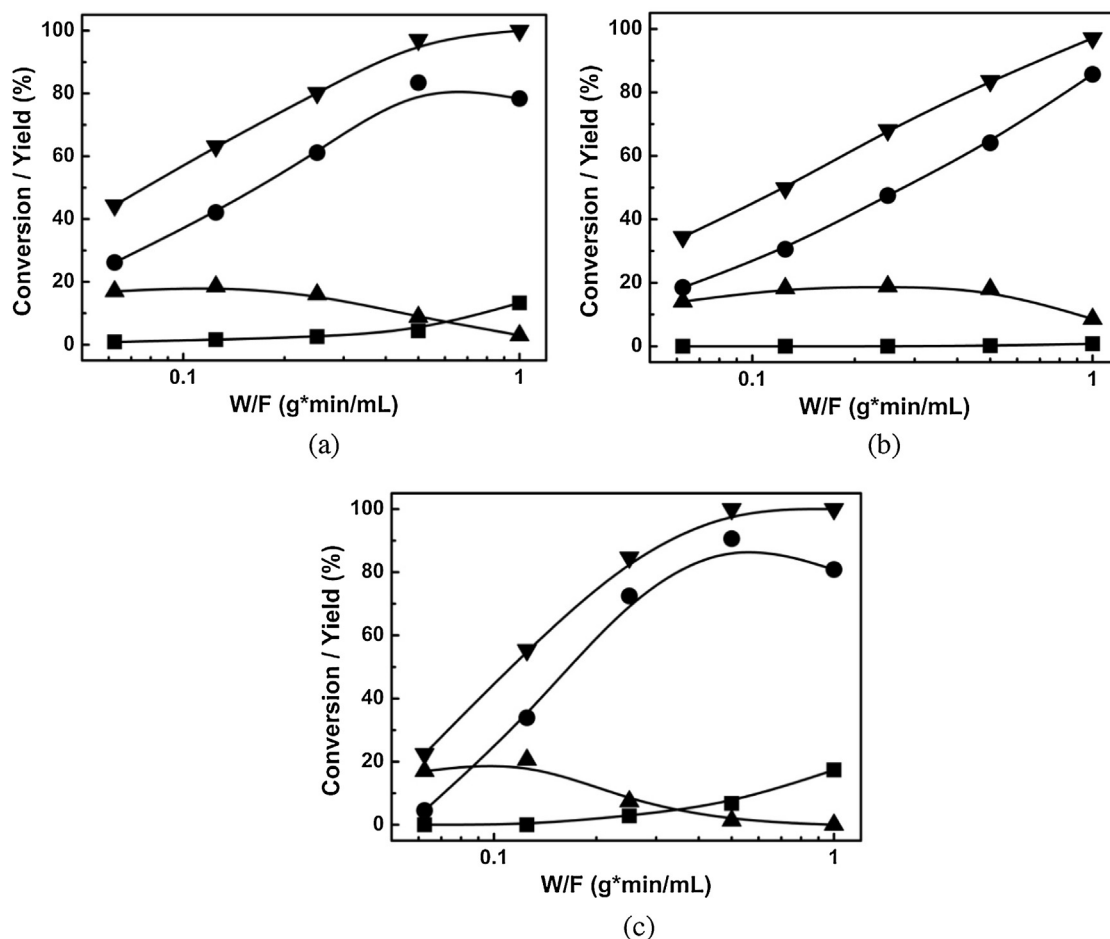 100
80
60
40
20
0
Conversion / Yield (%)
0.1
1
W/F (g*min/mL)
(a)
100
80
60
40
20
0
Conversion / Yield (%)
0.1
1
W/F (g*min/mL)
(b)
100
80
60
40
20
0
Conversion / Yield (%)
0.1
1
W/F (g*min/mL)
(c)